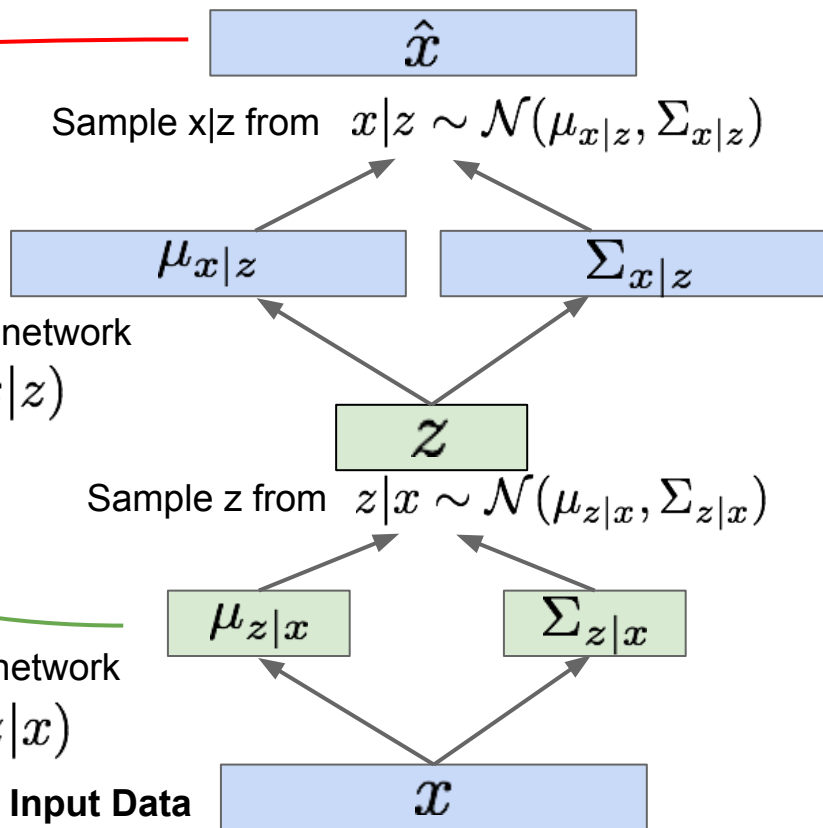 x̂
Sample x|z from x|z ∼ 𝒩(μ_{x|z}, Σ_{x|z})
μ_{x|z} Σ_{x|z}
network
|z)
z
Sample z from z|x ∼ 𝒩(μ_{z|x}, Σ_{z|x})
μ_{z|x} Σ_{z|x}
network
|x)
Input Data x